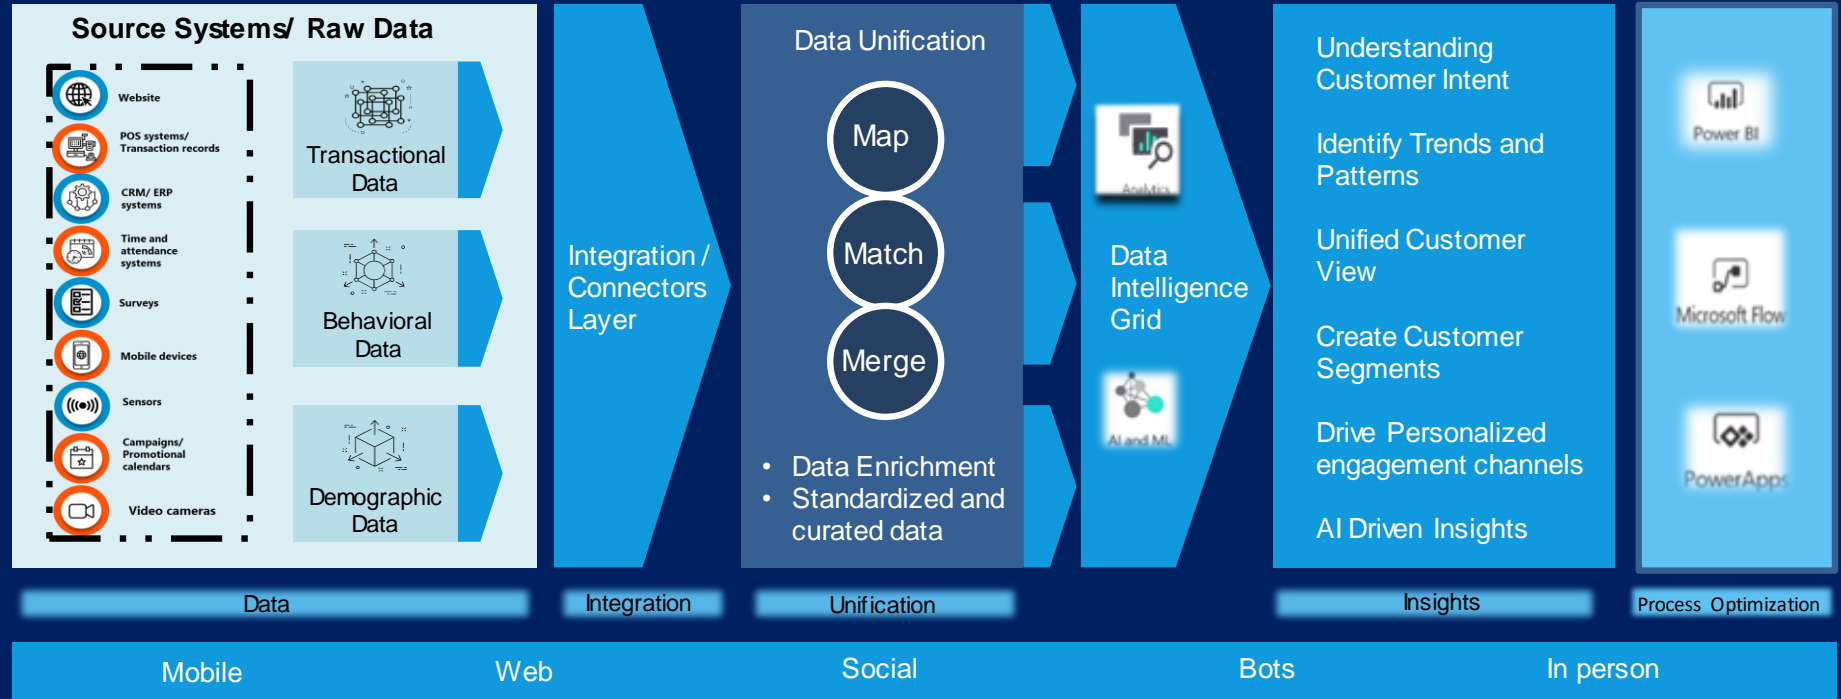 Source Systems/ Raw Data
Website
POS systems/
Transaction records
CRM/ ERP
systems
Time and
attendance
systems
Surveys
Mobile devices
Sensors
Campaigns/
Promotional
calendars
Video cameras
Transactional
Data
Behavioral
Data
Demographic
Data
Integration /
Connectors
Layer
Data Unification
Map
Match
Merge
• Data Enrichment
• Standardized and
curated data
Analytics
Data
Intelligence
Grid
AI and ML
Understanding
Customer Intent
Identify Trends and
Patterns
Unified Customer
View
Create Customer
Segments
Drive Personalized
engagement channels
AI Driven Insights
Power BI
Microsoft Flow
PowerApps
Data
Integration
Unification
Insights
Process Optimization
Mobile
Web
Social
Bots
In person